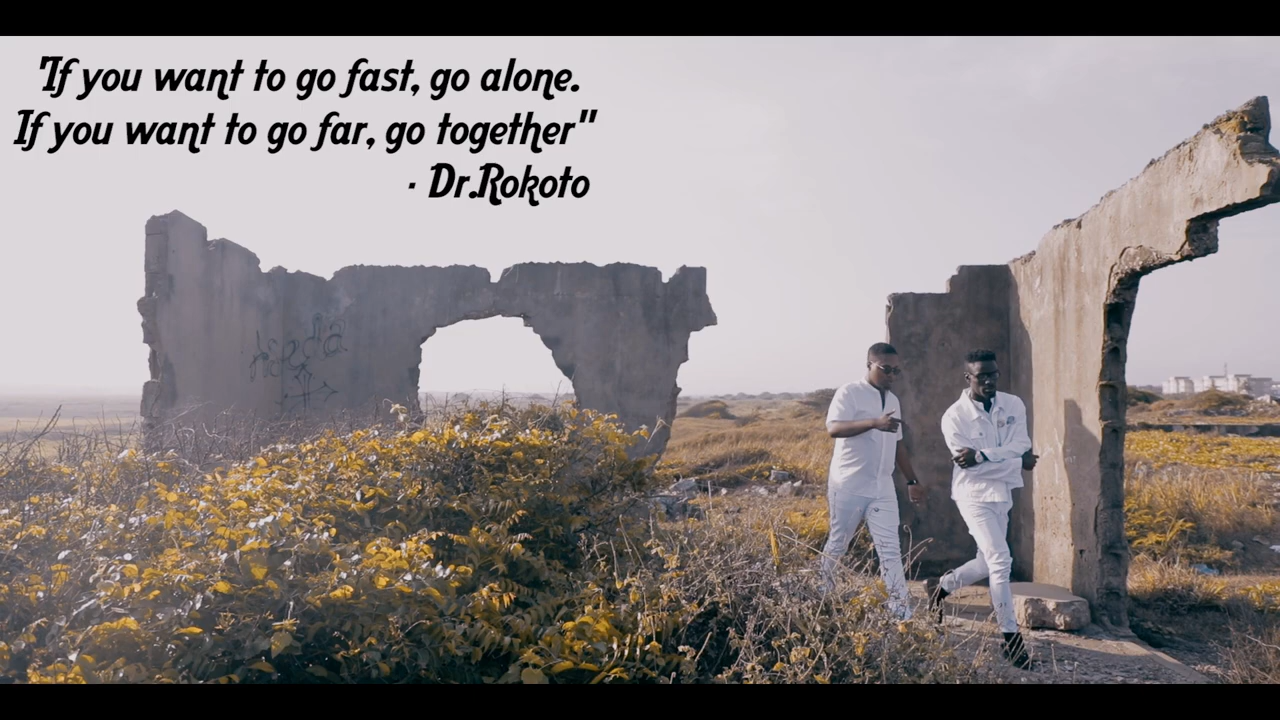 "If you want to go fast, go alone.
If you want to go far, go together"
- Dr.Rokoto